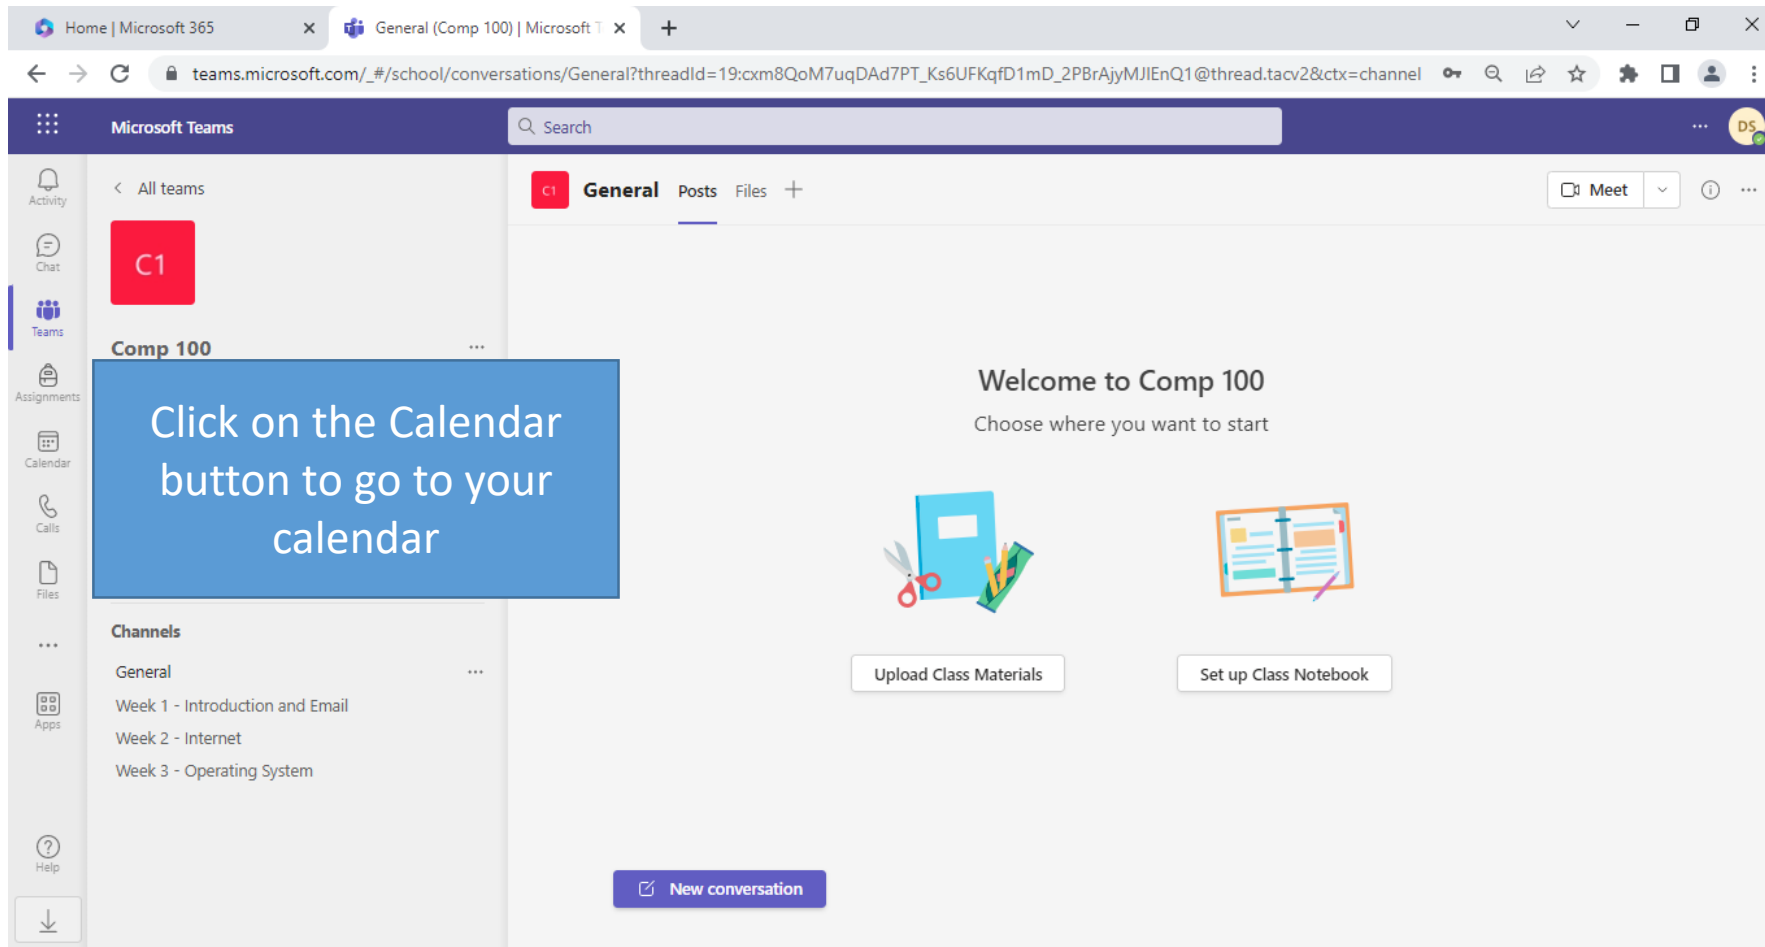 Home | Microsoft 365
General (Comp 100) | Microsoft T
teams.microsoft.com/_#/school/conversations/General?threadId=19:cxm8QoM7uqDAd7PT_Ks6UFKqfD1mD_2PBrAjyMJlEnQ1@thread.tacv2&ctx=channel
Microsoft Teams
Search
DS
Activity
Chat
Teams
Assignments
Calendar
Calls
Files
Apps
Help
All teams
C1
Comp 100
Click on the Calendar
button to go to your
calendar
Channels
General
Week 1 - Introduction and Email
Week 2 - Internet
Week 3 - Operating System
C1
General Posts Files
Meet
Welcome to Comp 100
Choose where you want to start
Upload Class Materials
Set up Class Notebook
New conversation